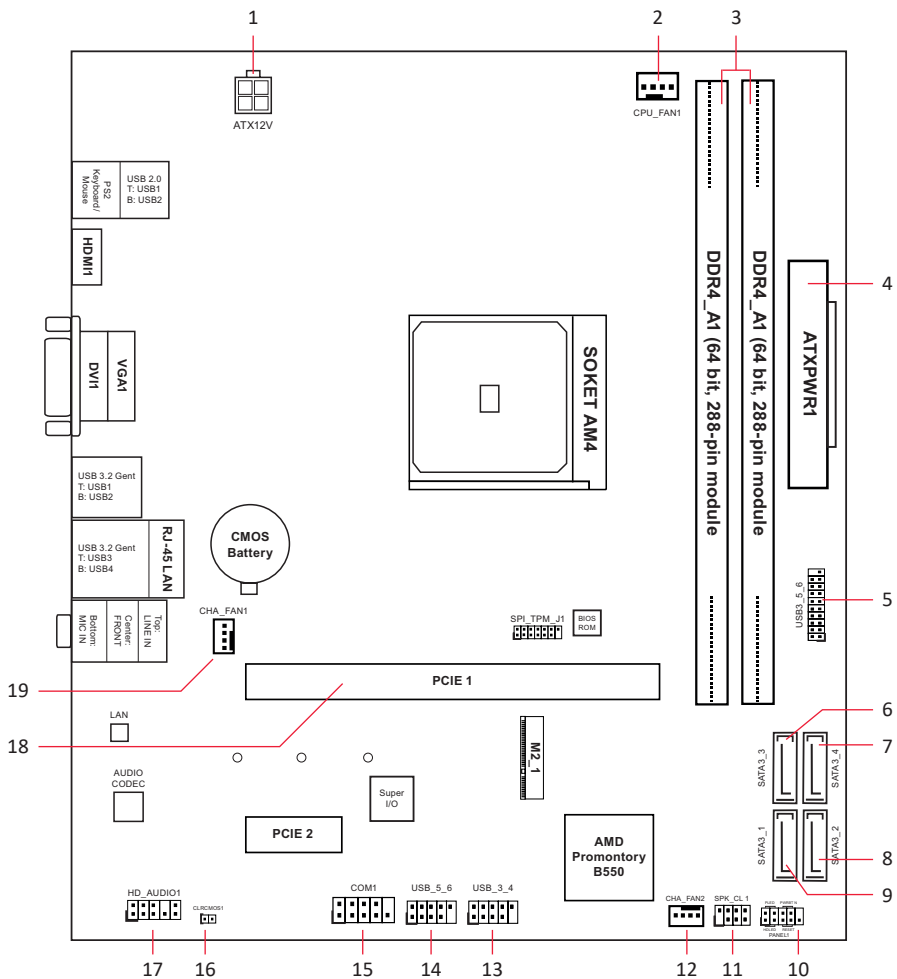 1
2
3
ATX12V
CPU_FAN1
PS2
Keyboard/
Mouse
USB 2.0
T: USB1
B: USB2
HDMI1
DVI1
VGA1
SOKET AM4
DDR4_A1 (64 bit, 288-pin module
DDR4_A1 (64 bit, 288-pin module
ATXPWR1
4
USB 3.2 Gent
T: USB1
B: USB2
USB 3.2 Gent
T: USB3
B: USB4
RJ-45 LAN
CMOS
Battery
USB3_5_6
5
Bottom:
MIC IN
Center:
FRONT
Top:
LINE IN
CHA_FAN1
SPI_TPM_J1
BIOS
ROM
19
PCIE 1
18
LAN
M2_1
SATA3_3
SATA3_4
6
7
AUDIO
CODEC
Super
I/O
PCIE 2
AMD
Promontory
B550
SATA3_1
SATA3_2
8
9
HD_AUDIO1
CLRCMOS1
COM1
USB_5_6
USB_3_4
CHA_FAN2
SPK_CL 1
PLED
PWRBTN
HDLED
RESET
PANEL1
17
16
15
14
13
12
11
10